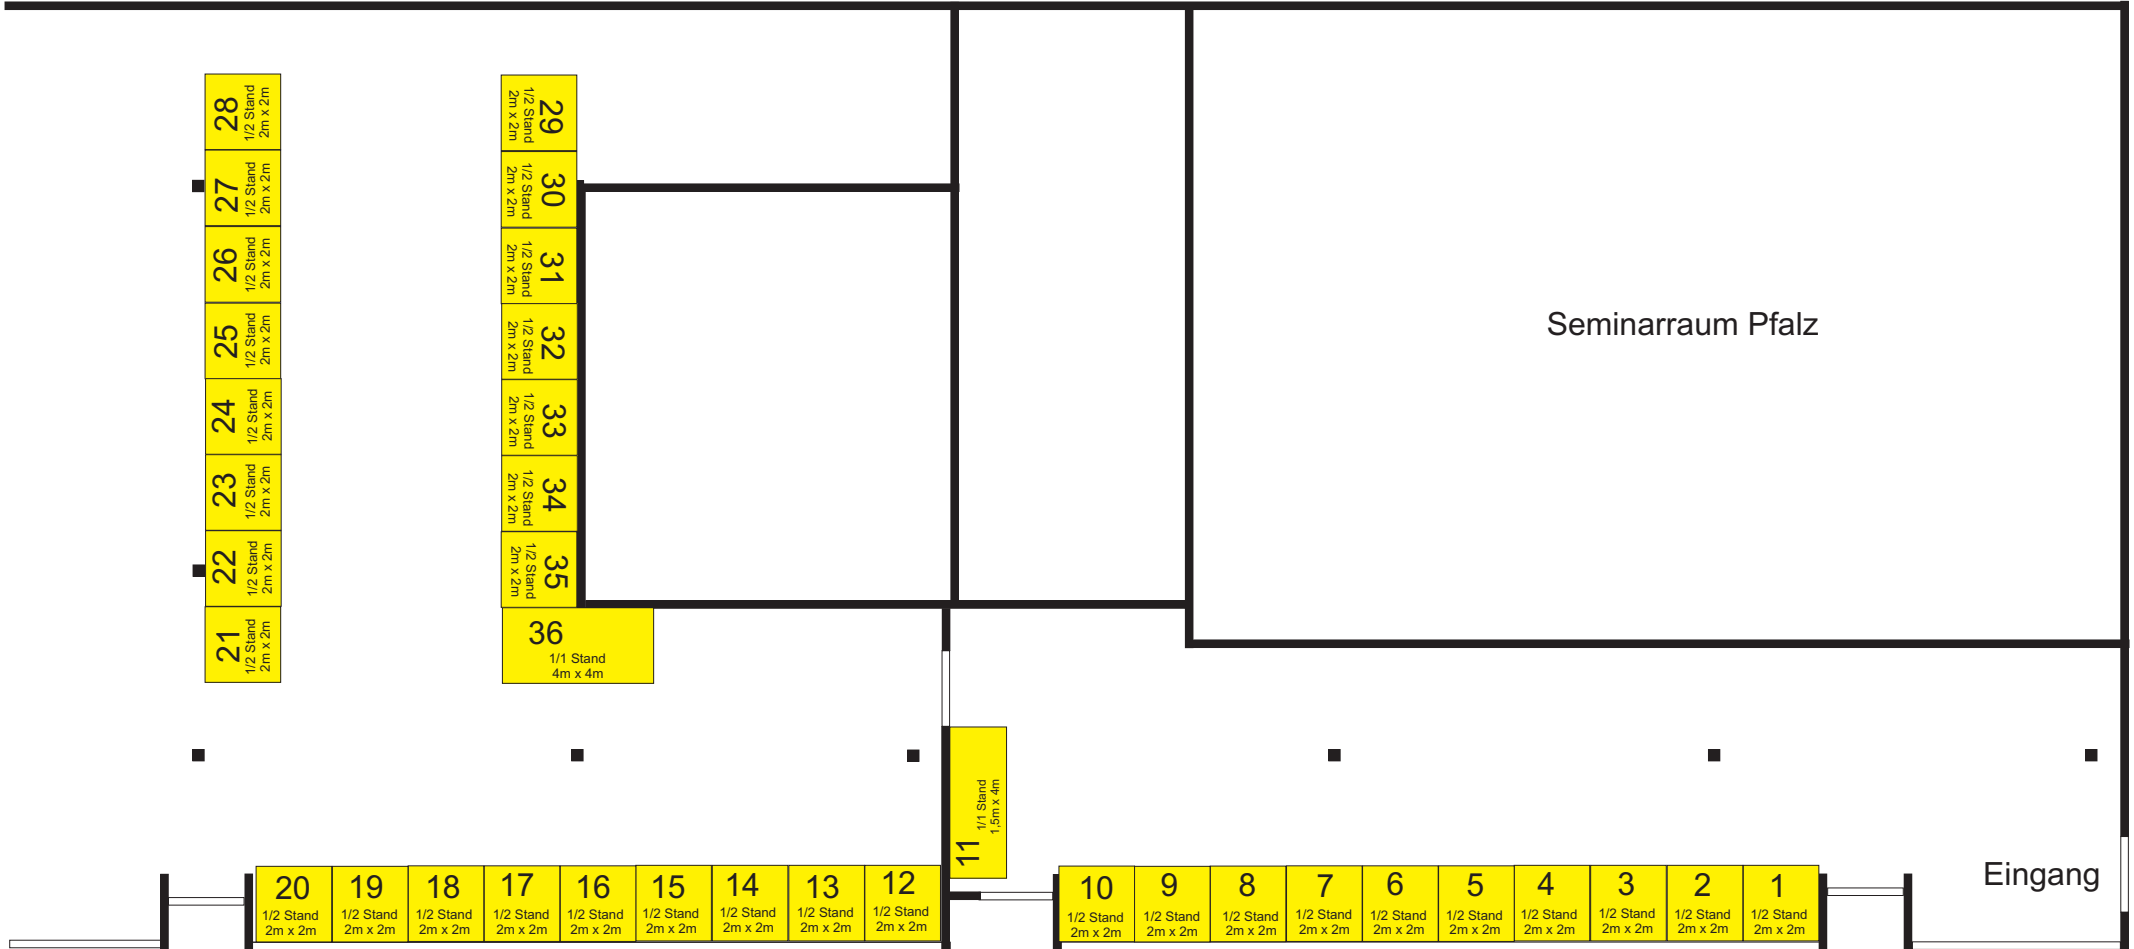 28
1/2 Stand
2m x 2m
27
1/2 Stand
2m x 2m
26
1/2 Stand
2m x 2m
25
1/2 Stand
2m x 2m
24
1/2 Stand
2m x 2m
23
1/2 Stand
2m x 2m
22
1/2 Stand
2m x 2m
21
1/2 Stand
2m x 2m
29
1/2 Stand
2m x 2m
30
1/2 Stand
2m x 2m
31
1/2 Stand
2m x 2m
32
1/2 Stand
2m x 2m
33
1/2 Stand
2m x 2m
34
1/2 Stand
2m x 2m
35
1/2 Stand
2m x 2m
36
1/1 Stand
4m x 4m
Seminarraum Pfalz
11
1/1 Stand
1,5m x 4m
Eingang
20
1/2 Stand
2m x 2m
19
1/2 Stand
2m x 2m
18
1/2 Stand
2m x 2m
17
1/2 Stand
2m x 2m
16
1/2 Stand
2m x 2m
15
1/2 Stand
2m x 2m
14
1/2 Stand
2m x 2m
13
1/2 Stand
2m x 2m
12
1/2 Stand
2m x 2m
10
1/2 Stand
2m x 2m
9
1/2 Stand
2m x 2m
8
1/2 Stand
2m x 2m
7
1/2 Stand
2m x 2m
6
1/2 Stand
2m x 2m
5
1/2 Stand
2m x 2m
4
1/2 Stand
2m x 2m
3
1/2 Stand
2m x 2m
2
1/2 Stand
2m x 2m
1
1/2 Stand
2m x 2m